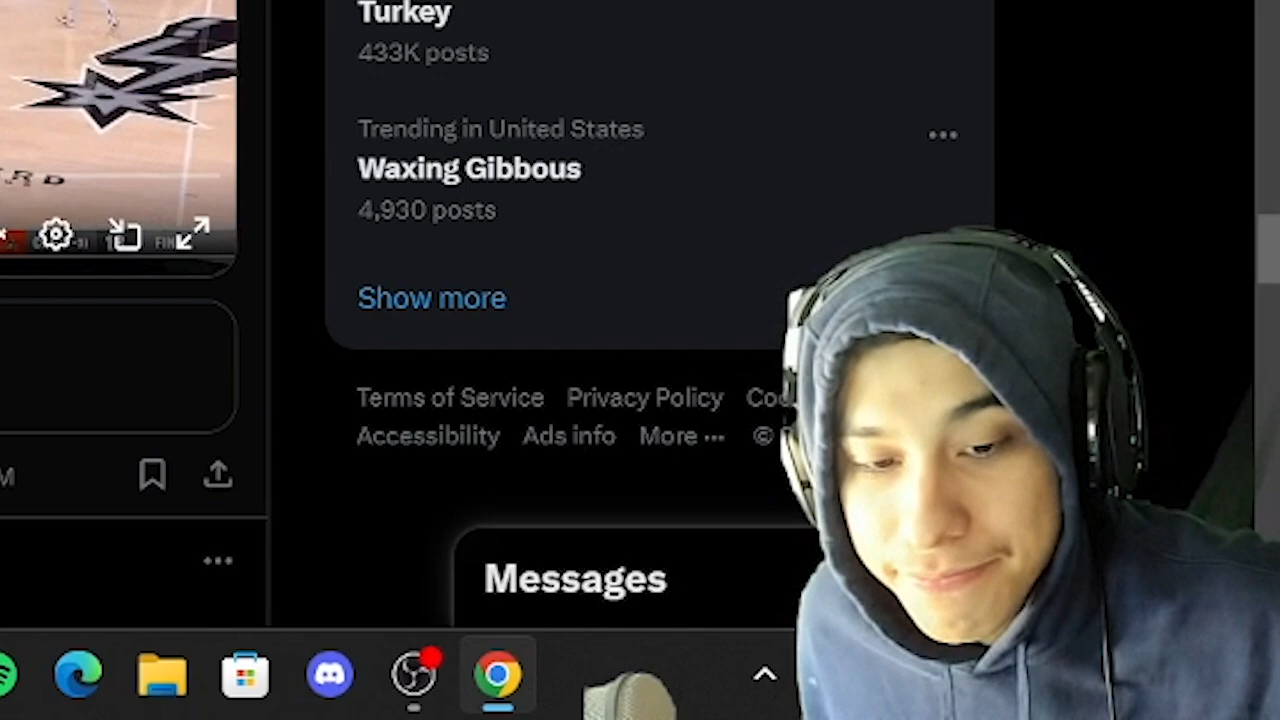 Turkey
433K posts
Trending in United States
Waxing Gibbous
4,930 posts
Show more
Terms of Service Privacy Policy
Accessibility Ads info More ··· ©
Messages